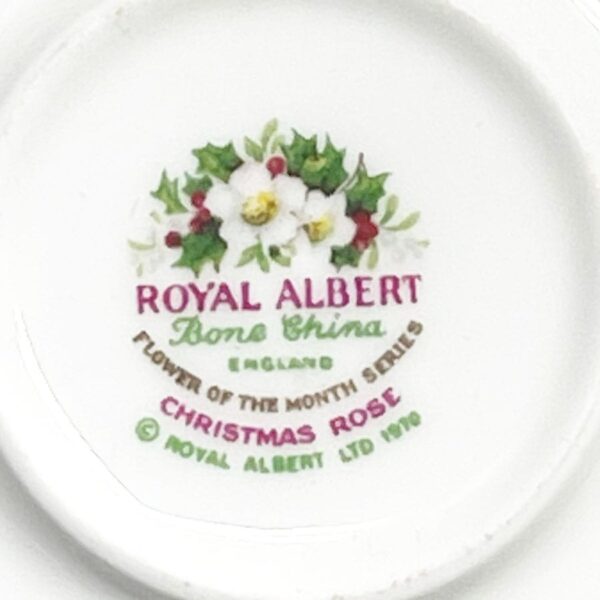 ROYAL ALBERT
Bone China
ENGLAND
FLOWER OF THE MONTH SERIES
CHRISTMAS ROSE
© ROYAL ALBERT LTD 1970